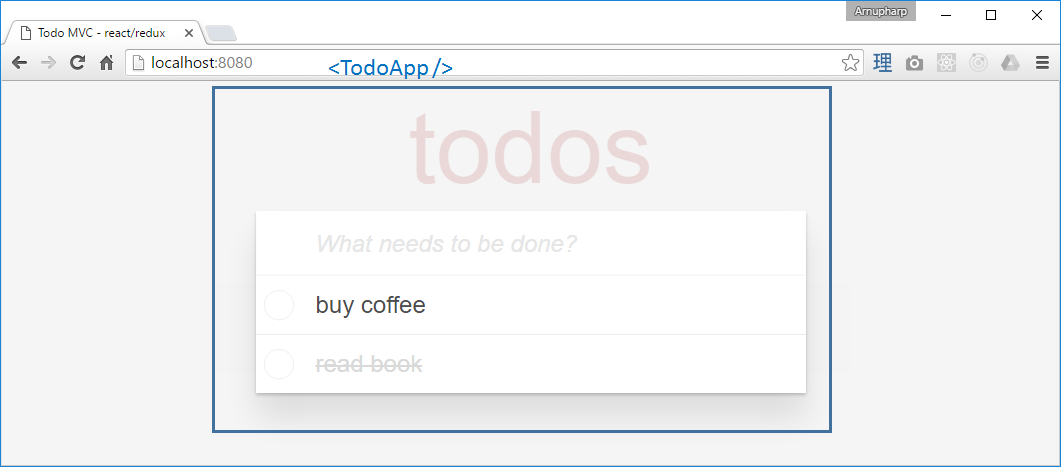 Arnupharp
Todo MVC - react/redux
localhost:8080
理
<TodoApp />
todos
What needs to be done?
buy coffee
read book